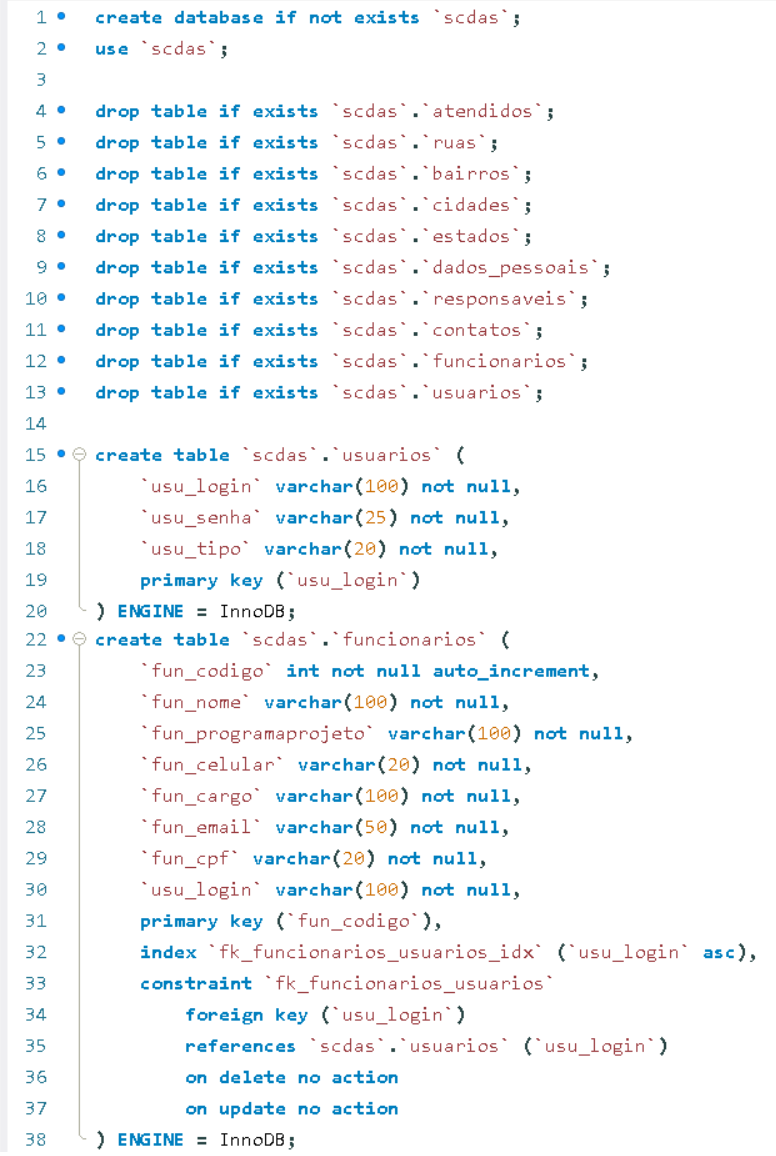 1 create database if not exists `scdas`;
2 use `scdas`;
3
4 drop table if exists `scdas`.`atendidos`;
5 drop table if exists `scdas`.`ruas`;
6 drop table if exists `scdas`.`bairros`;
7 drop table if exists `scdas`.`cidades`;
8 drop table if exists `scdas`.`estados`;
9 drop table if exists `scdas`.`dados_pessoais`;
10 drop table if exists `scdas`.`responsaveis`;
11 drop table if exists `scdas`.`contatos`;
12 drop table if exists `scdas`.`funcionarios`;
13 drop table if exists `scdas`.`usuarios`;
14
15 create table `scdas`.`usuarios` (
16 `usu_login` varchar(100) not null,
17 `usu_senha` varchar(25) not null,
18 `usu_tipo` varchar(20) not null,
19 primary key (`usu_login`)
20 ) ENGINE = InnoDB;
22 create table `scdas`.`funcionarios` (
23 `fun_codigo` int not null auto_increment,
24 `fun_nome` varchar(100) not null,
25 `fun_programaprojeto` varchar(100) not null,
26 `fun_celular` varchar(20) not null,
27 `fun_cargo` varchar(100) not null,
28 `fun_email` varchar(50) not null,
29 `fun_cpf` varchar(20) not null,
30 `usu_login` varchar(100) not null,
31 primary key (`fun_codigo`),
32 index `fk_funcionarios_usuarios_idx` (`usu_login` asc),
33 constraint `fk_funcionarios_usuarios`
34 foreign key (`usu_login`)
35 references `scdas`.`usuarios` (`usu_login`)
36 on delete no action
37 on update no action
38 ) ENGINE = InnoDB;